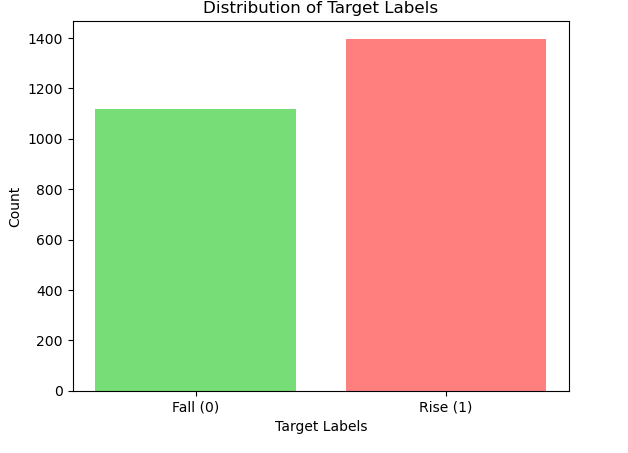 Distribution of Target Labels
1400
1200
1000
800
600
400
200
0
Count
Fall (0)
Rise (1)
Target Labels